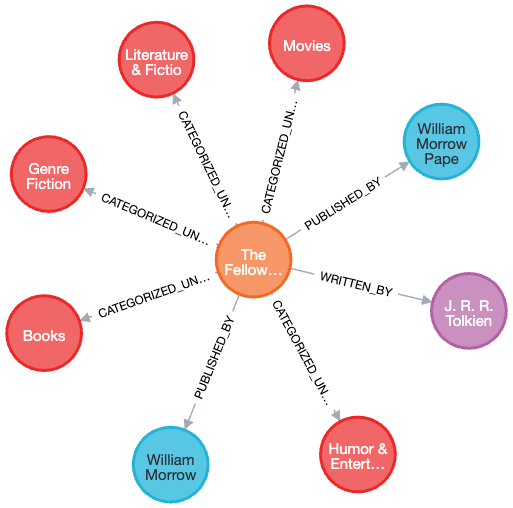 Movies
Literature
& Fictio
CATEGORIZED_UN...
CATEGORIZED_UN...
William
Morrow
Pape
PUBLISHED_BY
Genre
Fiction
CATEGORIZED_UN...
The
Fellow...
WRITTEN_BY
J. R. R.
Tolkien
CATEGORIZED_UN...
Books
PUBLISHED_BY
CATEGORIZED_UN...
William
Morrow
Humor &
Entert...